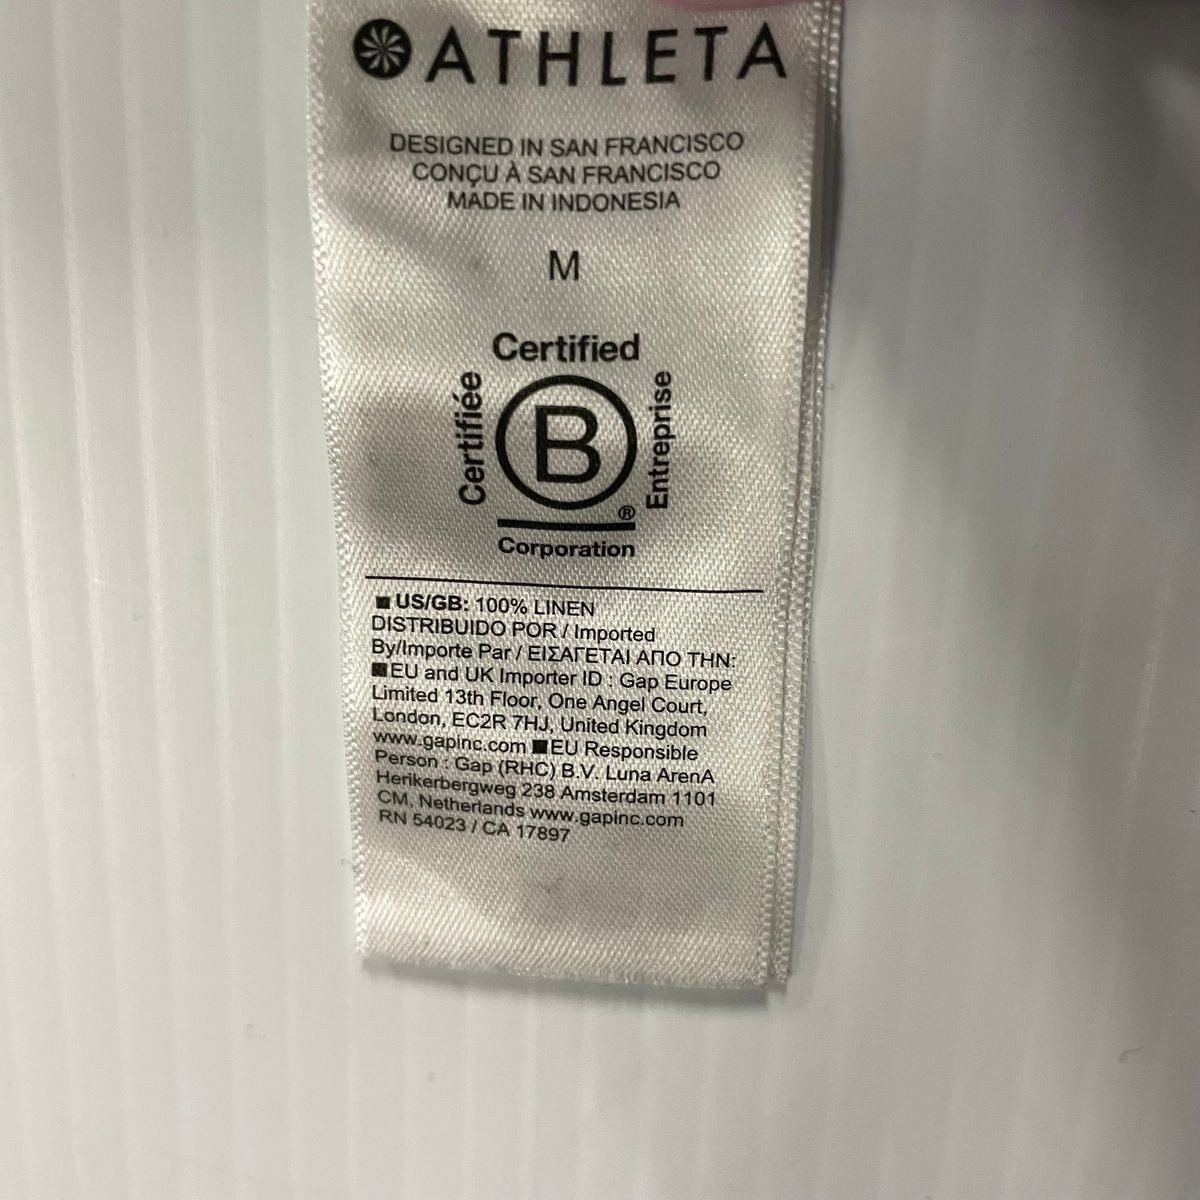 ATHLETA
DESIGNED IN SAN FRANCISCO
CONÇU À SAN FRANCISCO
MADE IN INDONESIA
M
Certified
Certifiée
B
Entreprise
®
Corporation
■ US/GB: 100% LINEN
DISTRIBUIDO POR / Imported
By/Importe Par / ΕΙΣΑΓΕΤΑΙ ΑΠΟ ΤΗΝ:
■EU and UK Importer ID : Gap Europe
Limited 13th Floor, One Angel Court,
London, EC2R 7HJ, United Kingdom
www.gapinc.com ■EU Responsible
Person : Gap (RHC) B.V. Luna ArenA
Herikerbergweg 238 Amsterdam 1101
CM, Netherlands www.gapinc.com
RN 54023 / CA 17897